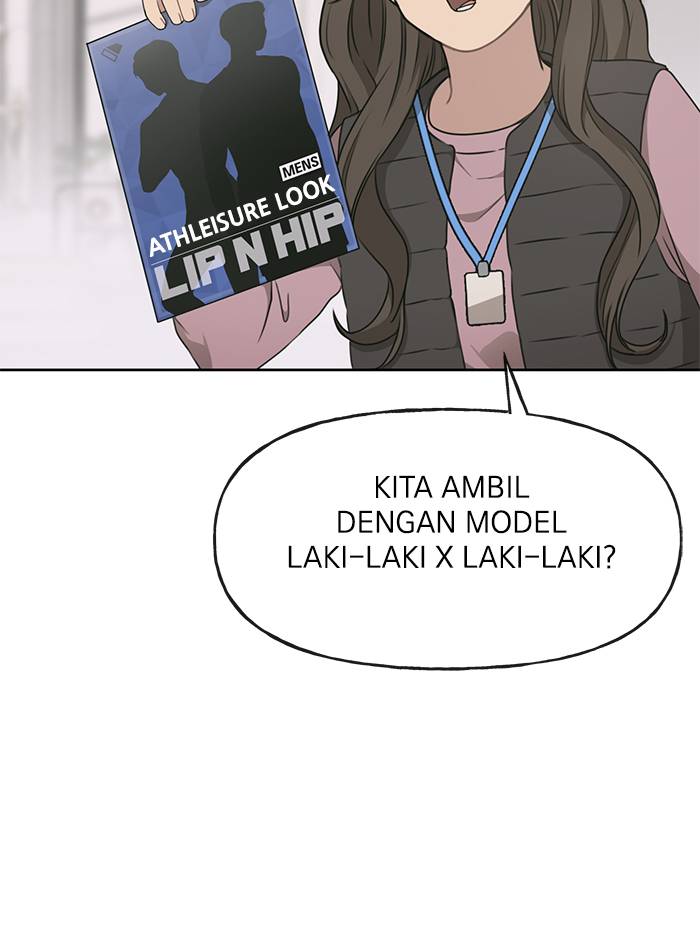 MENS
ATHLEISURE LOOK
LIP N HIP
KITA AMBIL
DENGAN MODEL
LAKI-LAKI X LAKI-LAKI?